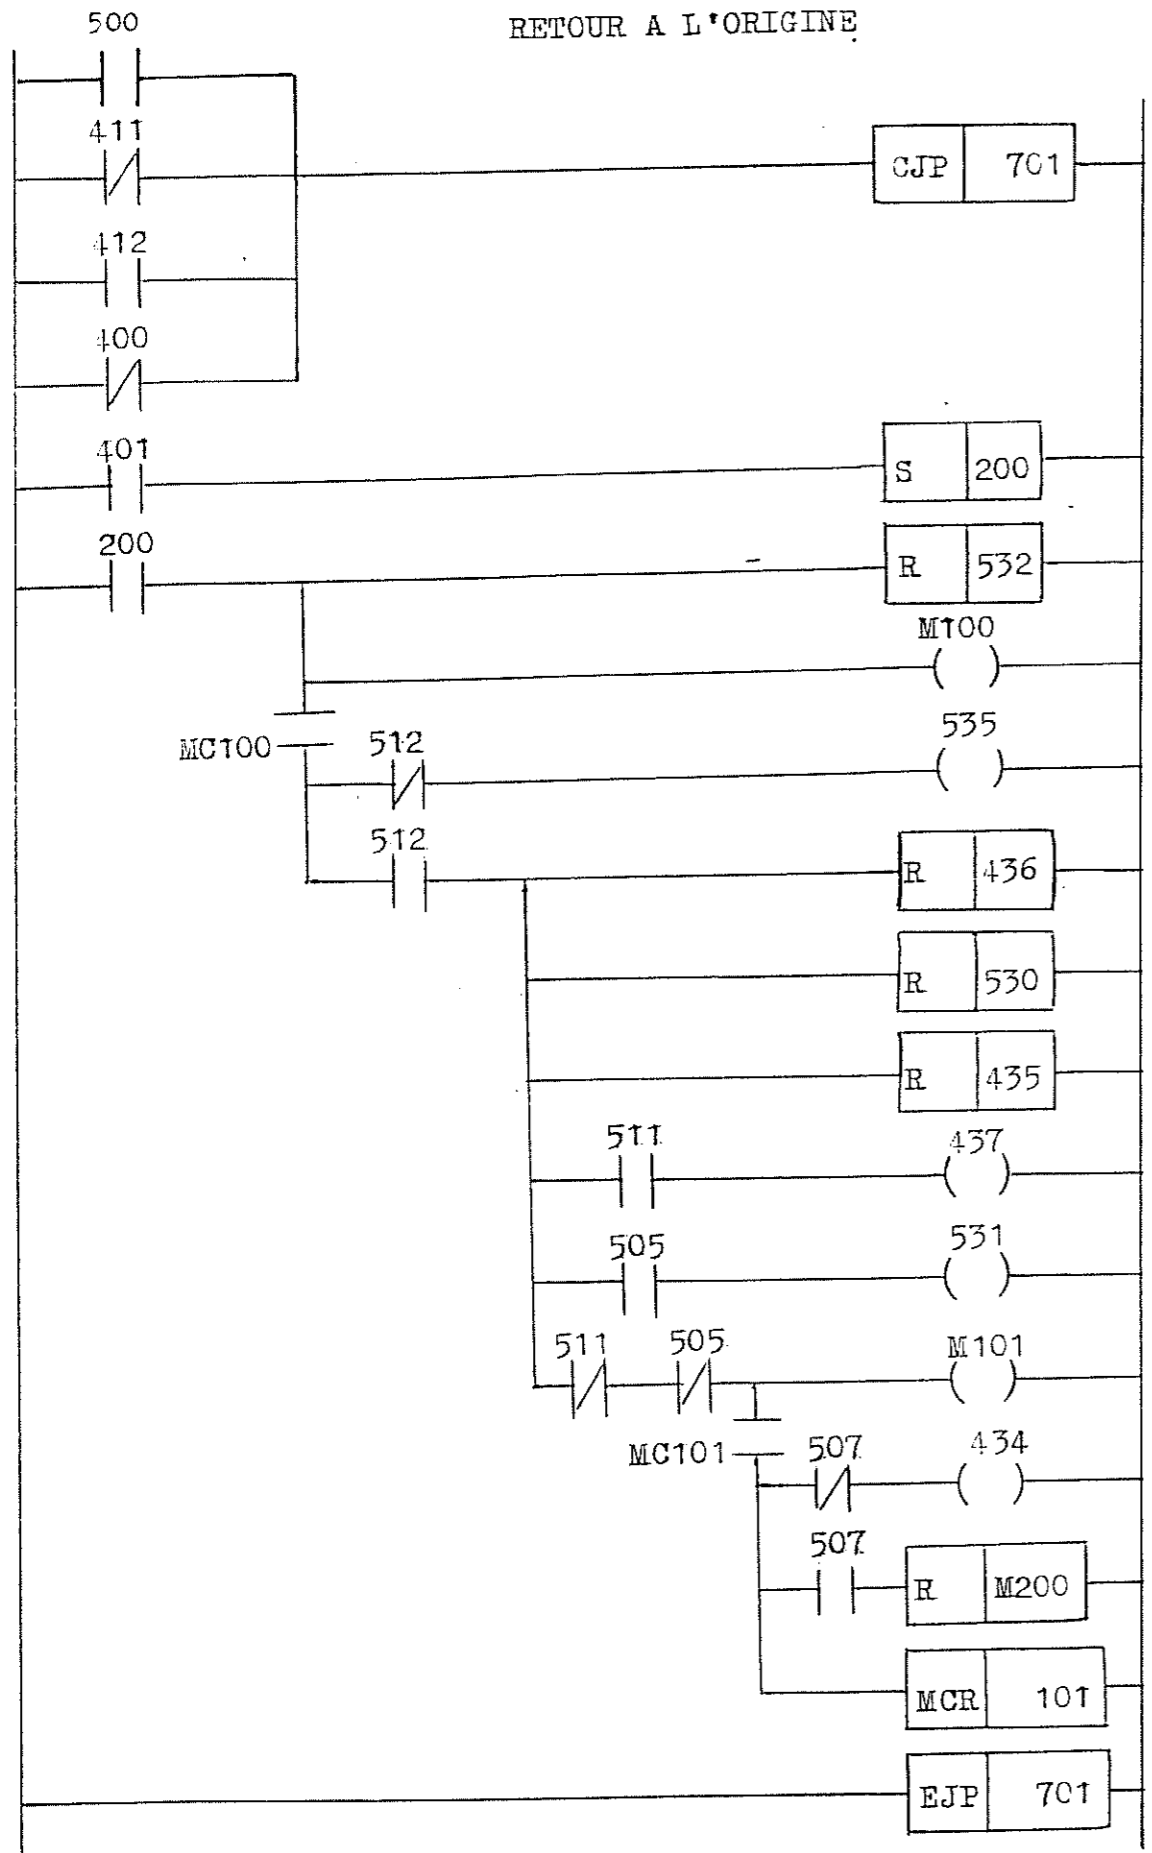 RETOUR A L'ORIGINE
500
411
CJP 701
412
400
401
S 200
200
R 532
M100
MC100
512
535
512
R 436
R 530
R 435
511
437
505
531
511 505
M101
MC101
507
434
507
R M200
MCR 101
EJP 701